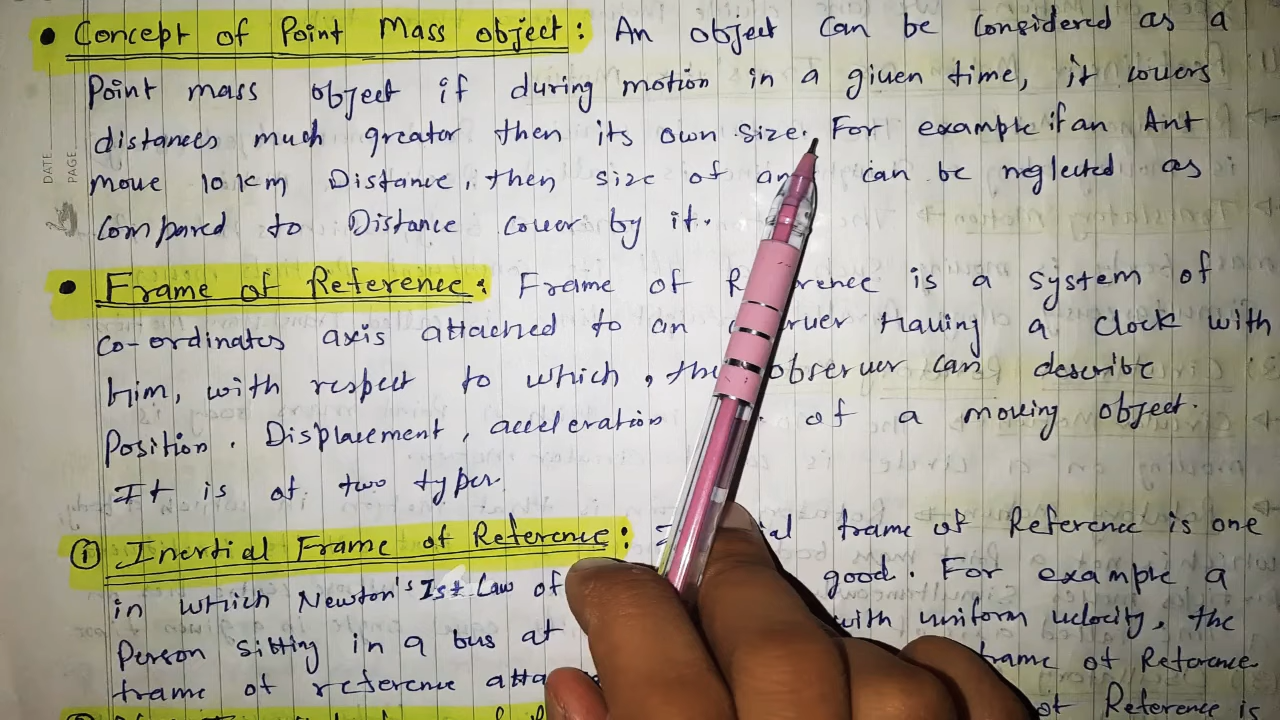 • Concept of Point Mass object: An object can be considered as a
Point mass object if during motion in a given time, it covers
distances much greator then its own size. For example if an Ant
DATE
PAGE
move 10 km Distance, then size of ant can be neglected as
compared to Distance cover by it.
• Frame of Reference: Frame of Reference is a system of
co-ordinates axis attached to an observer Having a clock with
him, with respect to which, the observer can describe
Position. Displacement, acceleration of a moving object.
It is of two types.
① Inertial Frame of Reference: frame of Reference is one
in which Newton's Ist Law of good. For example a
Person sitting in a bus at with uniform velocity, the
frame of reference frame of Reference
of Reference is